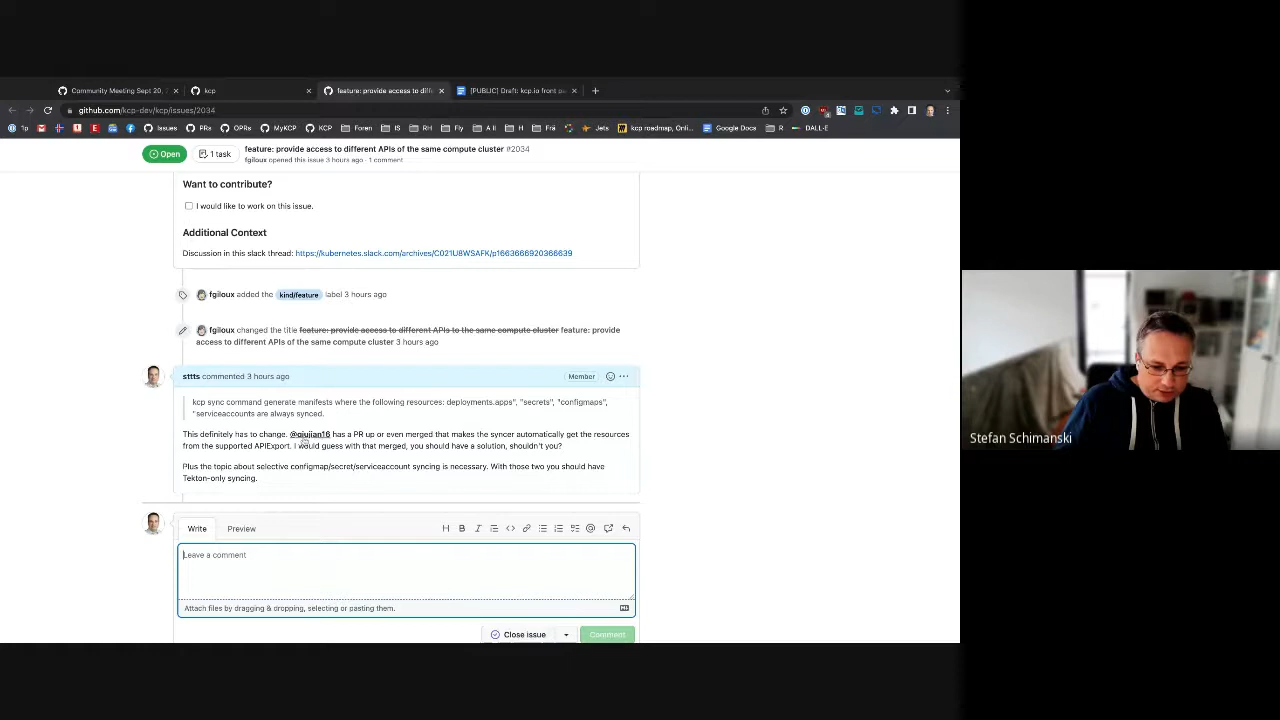 Community Meeting Sept 20,
kcp
feature: provide access to diffe
[PUBLIC] Draft: kcp.io front pa
github.com/kcp-dev/kcp/issues/2034
Tp
Issues
PRs
OPRs
MyKCP
KCP
Foren
IS
RH
Fly
A II
H
Frä
Jets
kcp roadmap, Onli...
Google Docs
R
DALL-E
Open
1 task
feature: provide access to different APIs of the same compute cluster #2034
fgiloux opened this issue 3 hours ago · 1 comment
Want to contribute?
I would like to work on this issue.
Additional Context
Discussion in this slack thread: https://kubernetes.slack.com/archives/C021U8WSAFK/p1663666920366639
fgiloux added the kind/feature label 3 hours ago
fgiloux changed the title feature: provide access to different APIs to the same compute cluster feature: provide
access to different APIs of the same compute cluster 3 hours ago
sttts commented 3 hours ago
Member
kcp sync command generate manifests where the following resources: deployments.apps", "secrets", "configmaps",
"serviceaccounts are always synced.
This definitely has to change. @qiujian16 has a PR up or even merged that makes the syncer automatically get the resources
from the supported APIExport. I would guess with that merged, you should have a solution, shouldn't you?
Plus the topic about selective configmap/secret/serviceaccount syncing is necessary. With those two you should have
Tekton-only syncing.
Write
Preview
Leave a comment
Attach files by dragging & dropping, selecting or pasting them.
Close issue
Comment
Stefan Schimanski